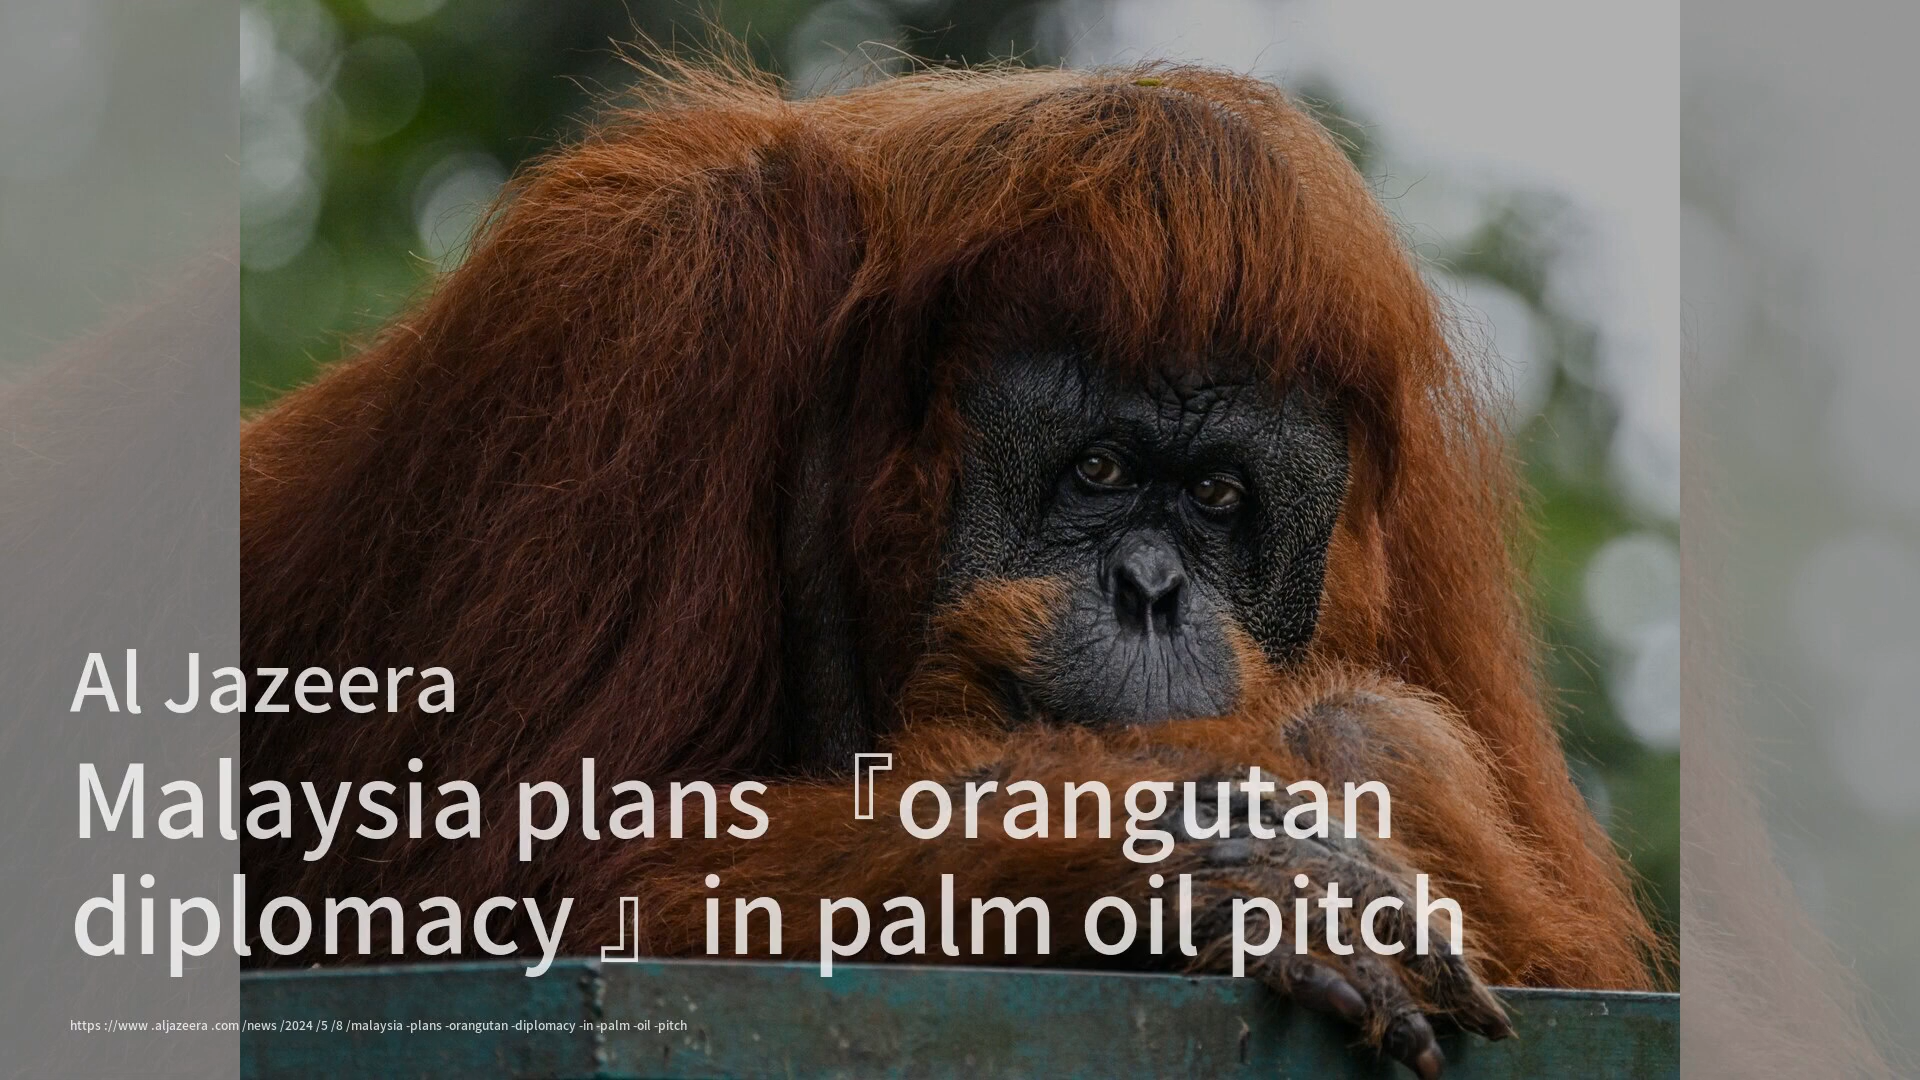 Al Jazeera
Malaysia plans 『orangutan
diplomacy 』 in palm oil pitch
https ://www .aljazeera .com /news /2024 /5 /8 /malaysia -plans -orangutan -diplomacy -in -palm -oil -pitch